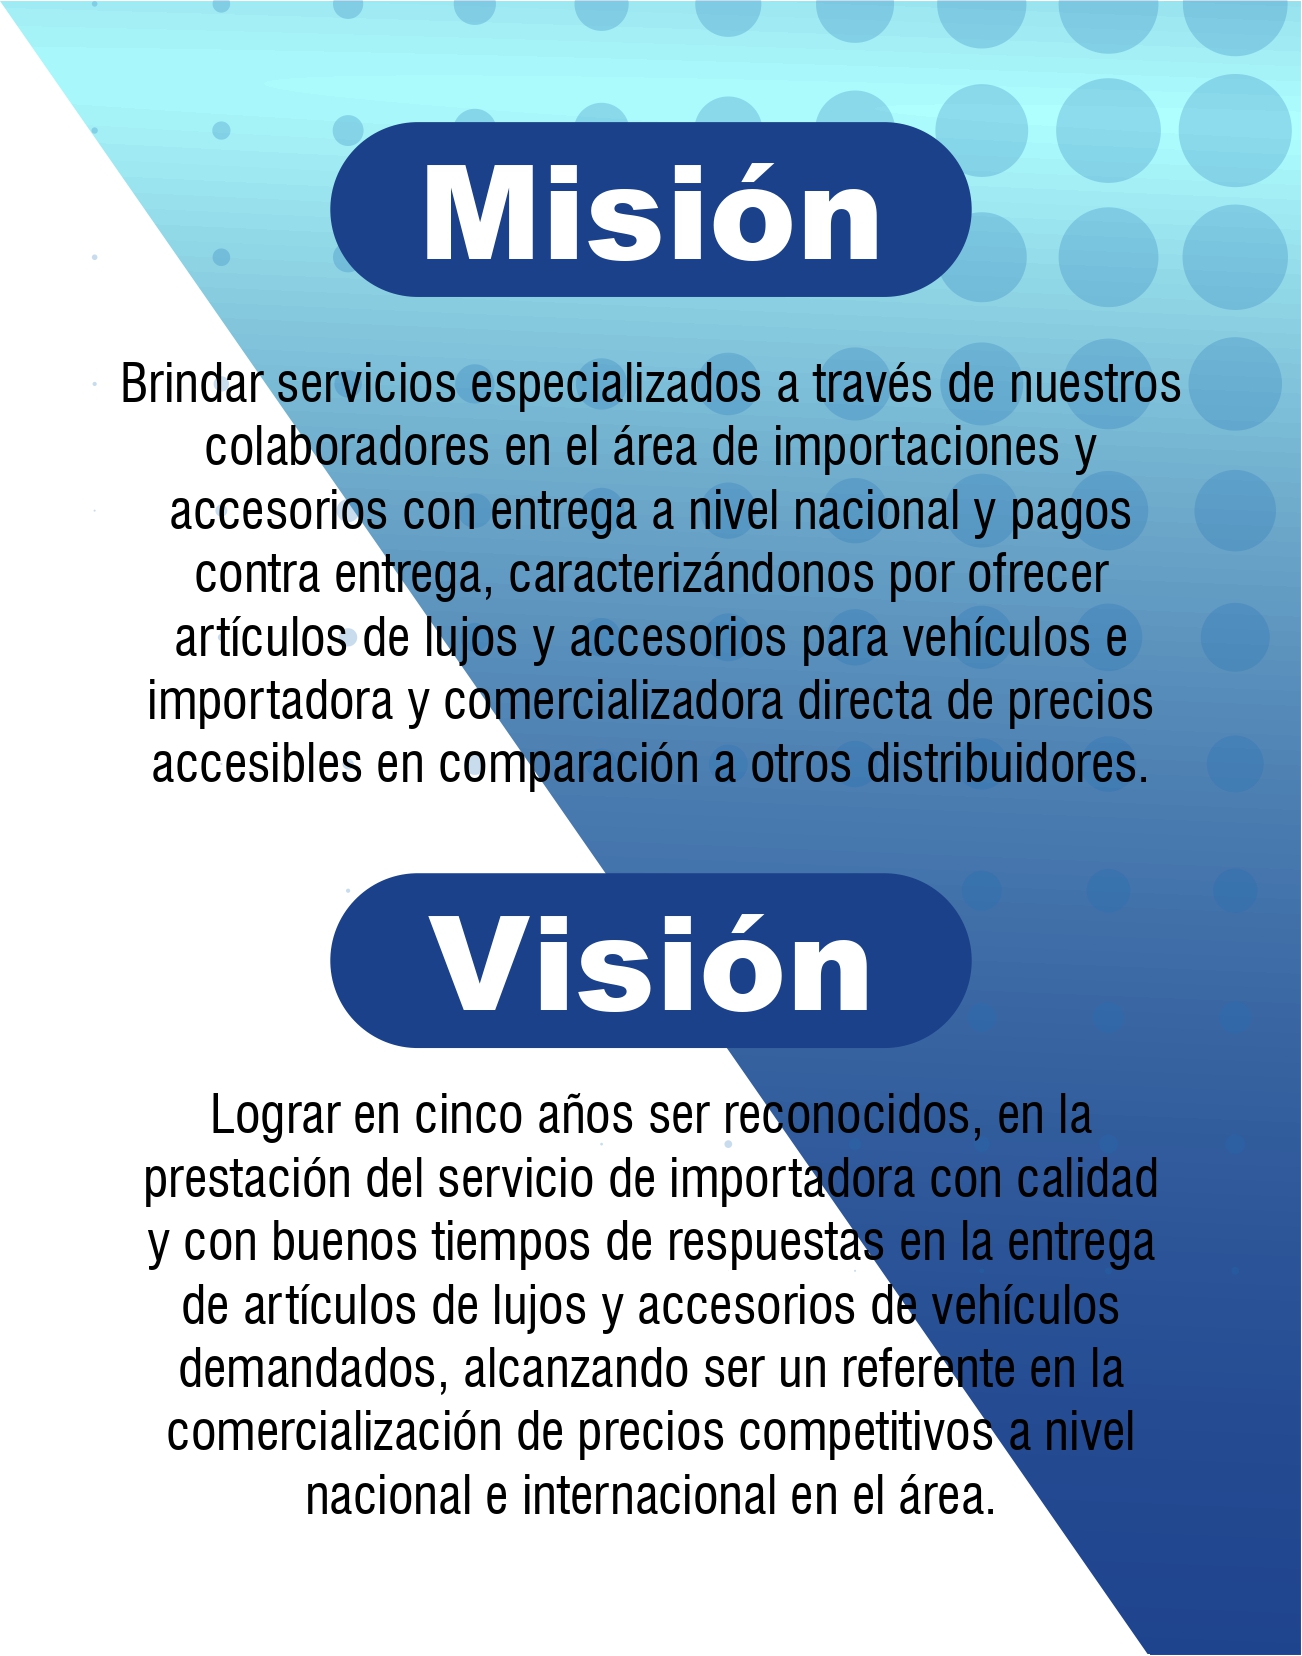 Misión
Brindar servicios especializados a través de nuestros
colaboradores en el área de importaciones y
accesorios con entrega a nivel nacional y pagos
contra entrega, caracterizándonos por ofrecer
artículos de lujos y accesorios para vehículos e
importadora y comercializadora directa de precios
accesibles en comparación a otros distribuidores.
Visión
Lograr en cinco años ser reconocidos, en la
prestación del servicio de importadora con calidad
y con buenos tiempos de respuestas en la entrega
de artículos de lujos y accesorios de vehículos
demandados, alcanzando ser un referente en la
comercialización de precios competitivos a nivel
nacional e internacional en el área.